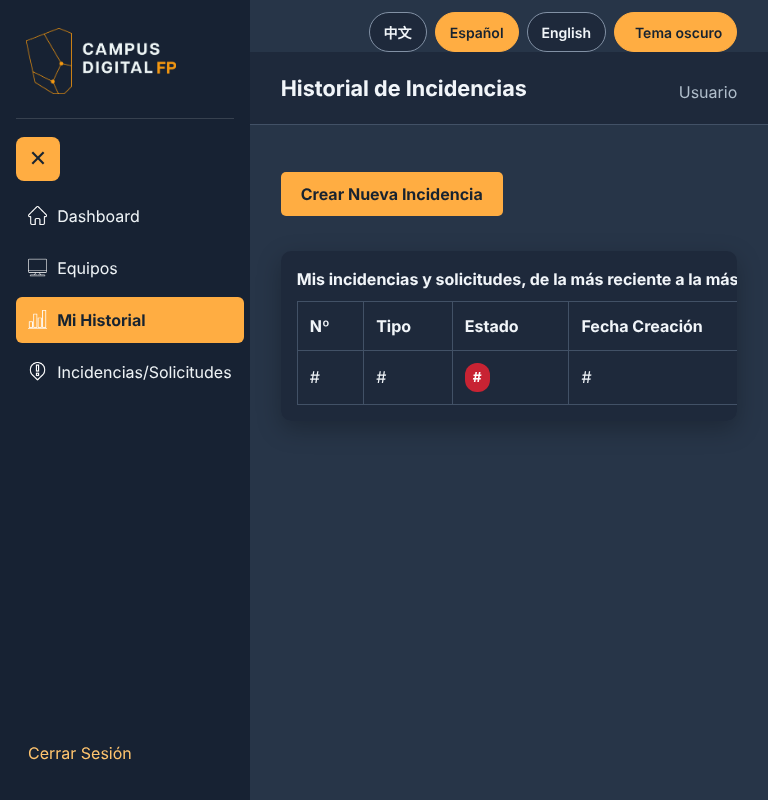 CAMPUS
DIGITAL FP
中文
Español
English
Tema oscuro
Historial de Incidencias
Usuario
✕
Dashboard
Equipos
Mi Historial
Incidencias/Solicitudes
Cerrar Sesión
Crear Nueva Incidencia
Mis incidencias y solicitudes, de la más reciente a la más
Nº Tipo Estado Fecha Creación
# # # #